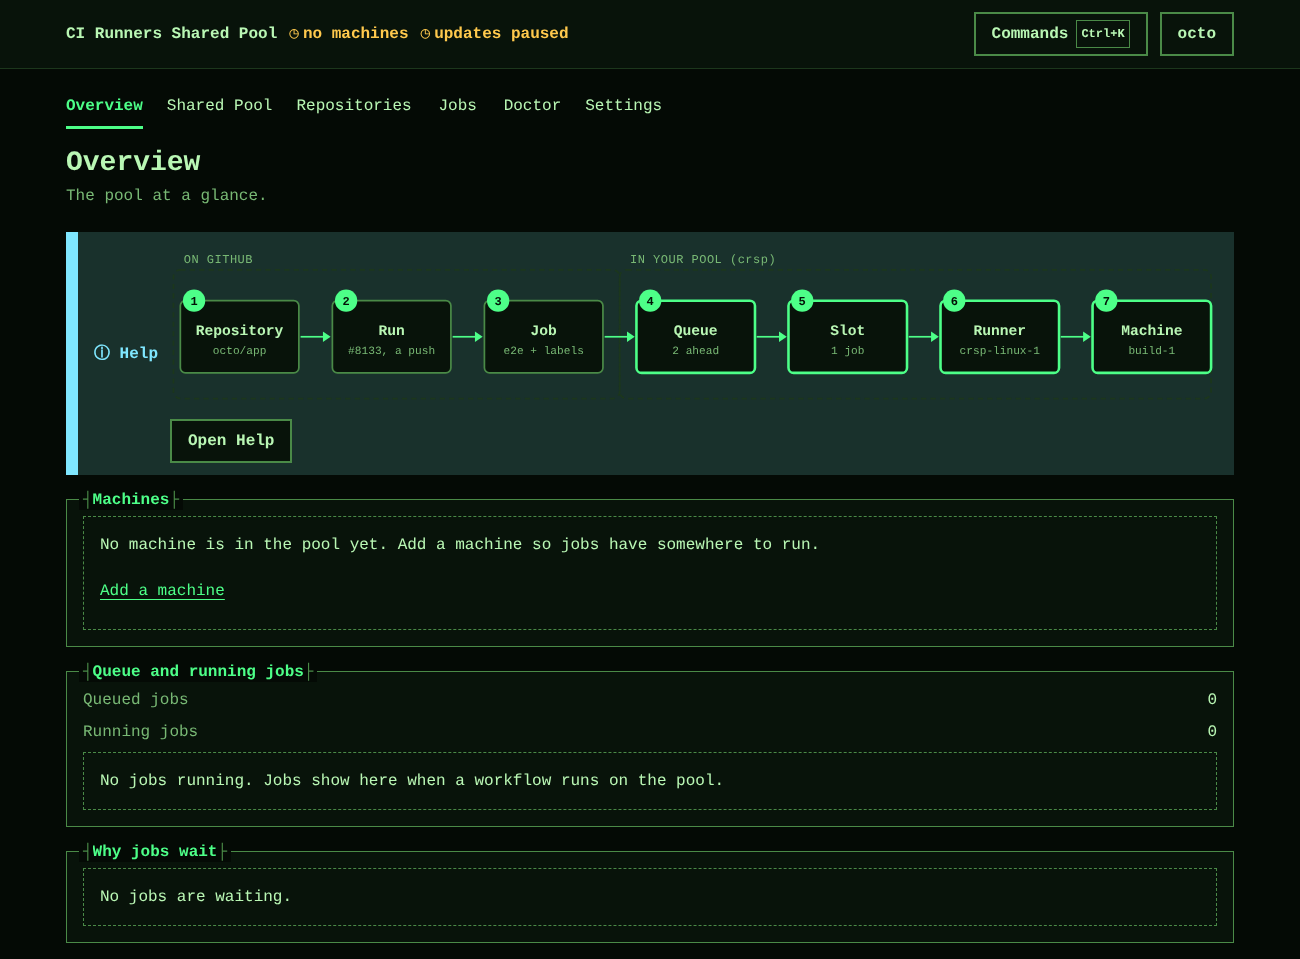 CI Runners Shared Pool ◷ no machines ◷ updates paused Commands Ctrl+K octo
Overview Shared Pool Repositories Jobs Doctor Settings
Overview
The pool at a glance.
ON GITHUB IN YOUR POOL (crsp)
1 2 3 4 5 6 7
Repository Run Job Queue Slot Runner Machine
octo/app #8133, a push e2e + labels 2 ahead 1 job crsp-linux-1 build-1
ⓘ Help
Open Help
Machines
No machine is in the pool yet. Add a machine so jobs have somewhere to run.
Add a machine
Queue and running jobs
Queued jobs 0
Running jobs 0
No jobs running. Jobs show here when a workflow runs on the pool.
Why jobs wait
No jobs are waiting.